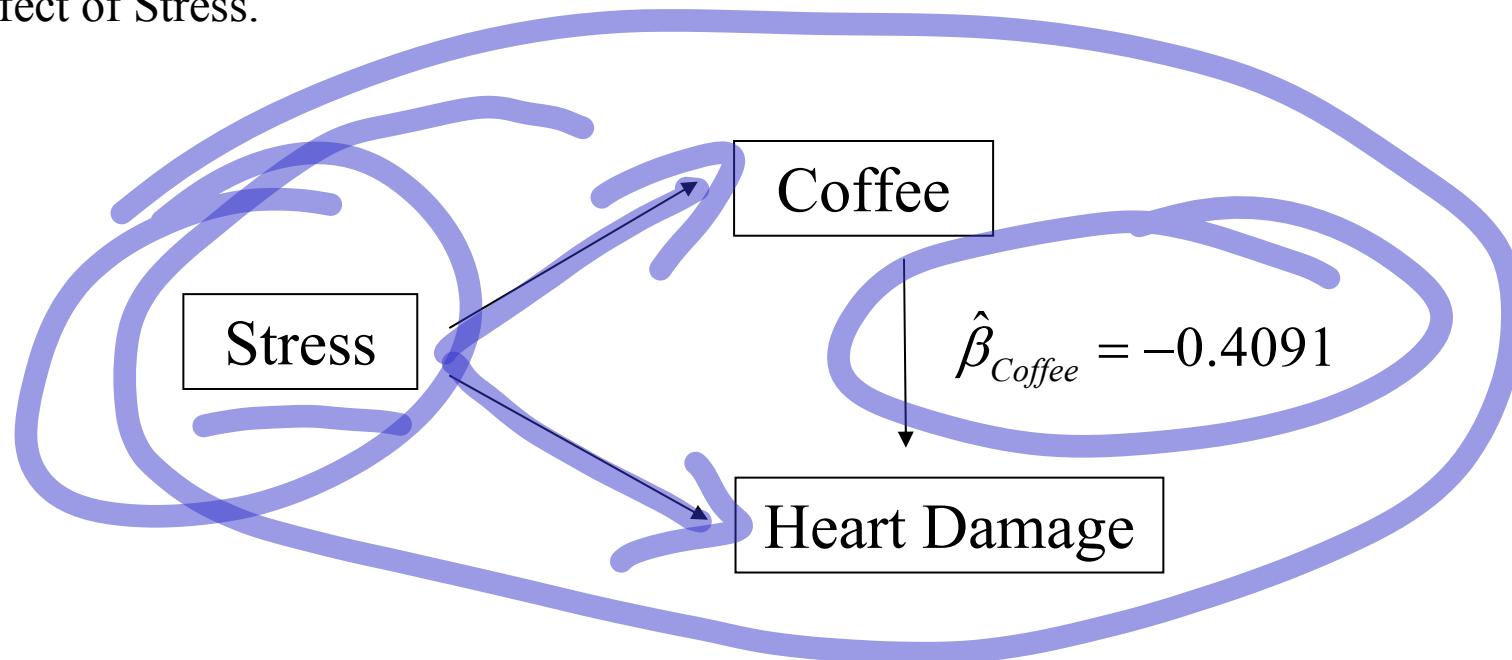 fect of Stress.
Coffee
Stress
β̂_Coffee = −0.4091
Heart Damage